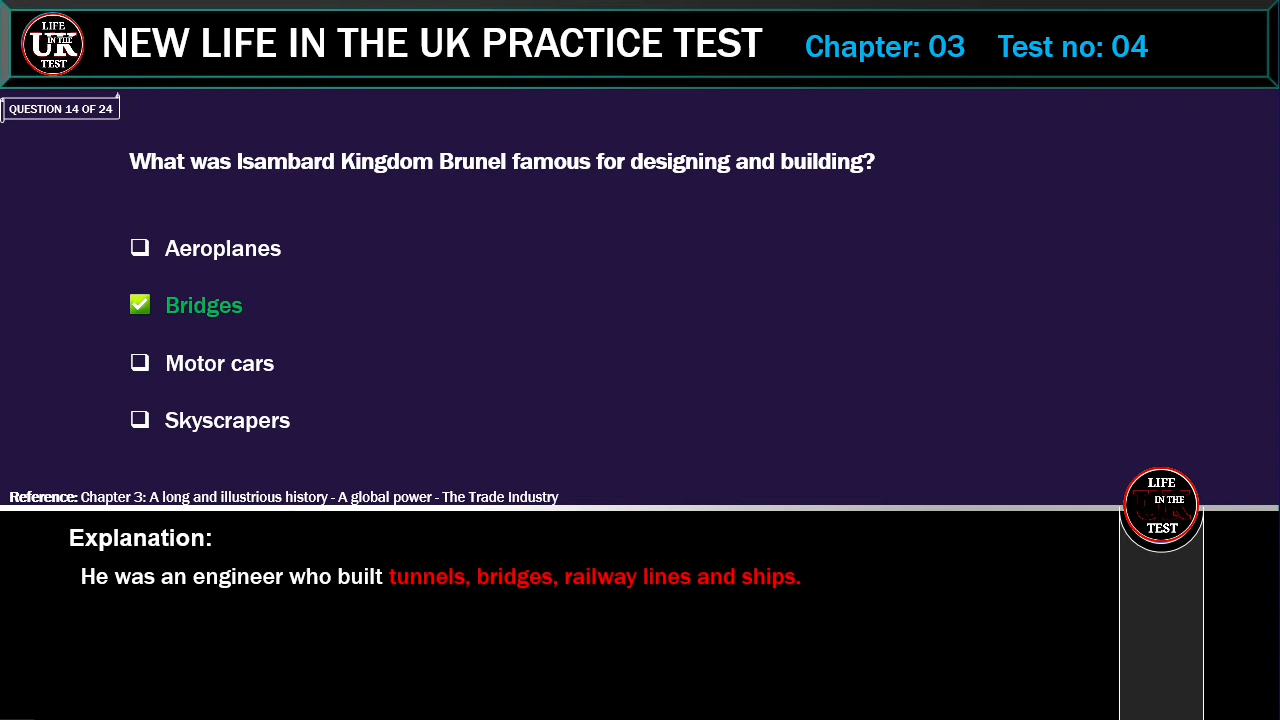 LIFE
UK
IN THE
TEST
NEW LIFE IN THE UK PRACTICE TEST
Chapter: 03
Test no: 04
QUESTION 14 OF 24
What was Isambard Kingdom Brunel famous for designing and building?
Aeroplanes
Bridges
Motor cars
Skyscrapers
Reference: Chapter 3: A long and illustrious history - A global power - The Trade Industry
LIFE
UK
IN THE
TEST
Explanation:
He was an engineer who built tunnels, bridges, railway lines and ships.